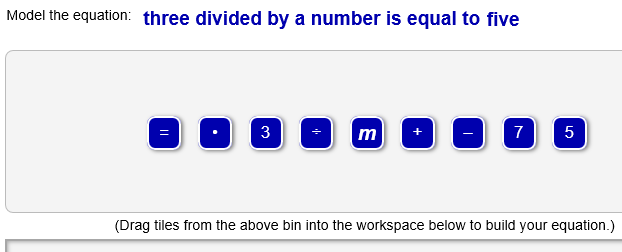 Model the equation: three divided by a number is equal to five
= • 3 ÷ m + – 7 5
(Drag tiles from the above bin into the workspace below to build your equation.)